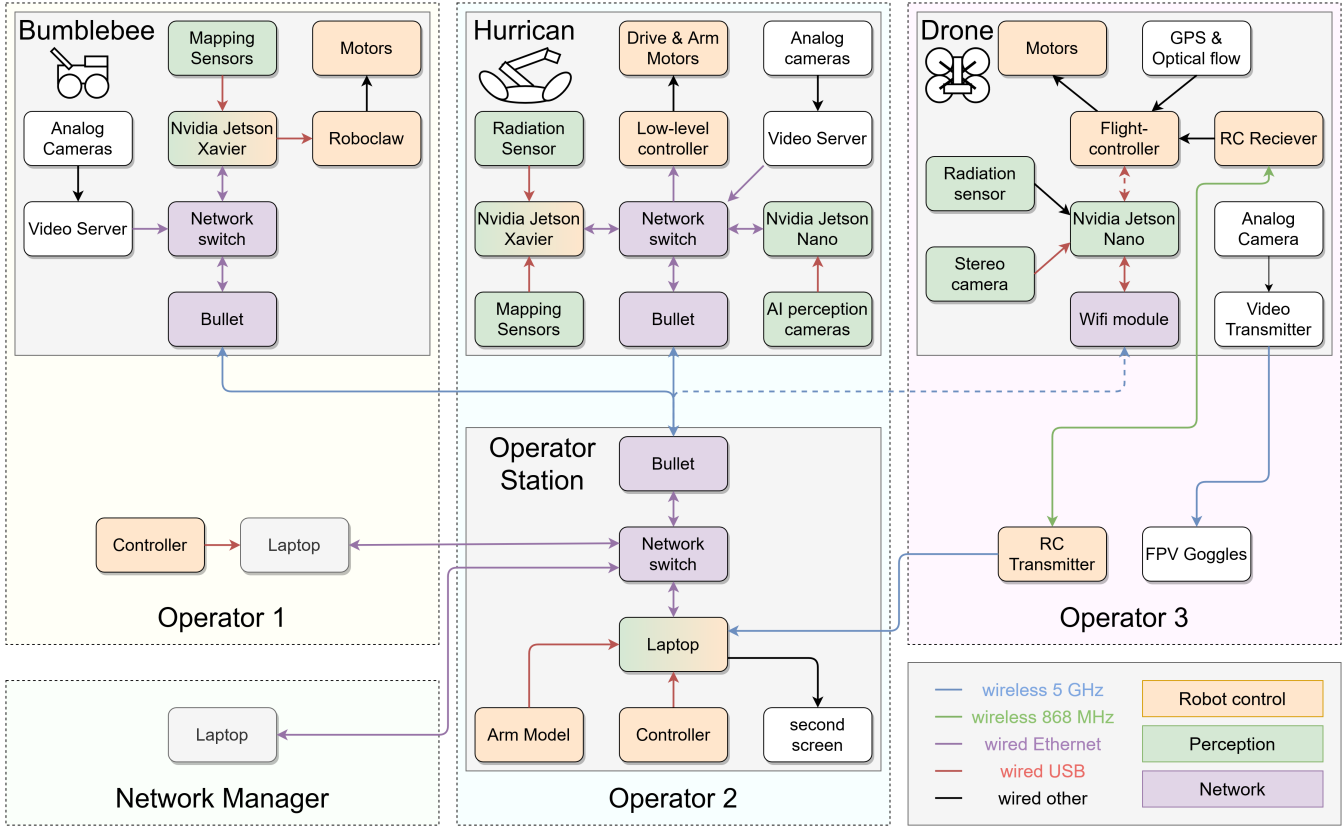 Bumblebee
Mapping
Sensors
Motors
Analog
Cameras
Nvidia Jetson
Xavier
Roboclaw
Video Server
Network
switch
Bullet
Controller
Laptop
Operator 1
Laptop
Network Manager
Hurrican
Drive & Arm
Motors
Analog
cameras
Radiation
Sensor
Low-level
controller
Video Server
Nvidia Jetson
Xavier
Network
switch
Nvidia Jetson
Nano
Mapping
Sensors
Bullet
AI perception
cameras
Operator
Station
Bullet
Network
switch
Laptop
Arm Model
Controller
second
screen
Operator 2
Drone
Motors
GPS &
Optical flow
Flight-
controller
RC Reciever
Radiation
sensor
Nvidia Jetson
Nano
Analog
Camera
Stereo
camera
Wifi module
Video
Transmitter
RC
Transmitter
FPV Goggles
Operator 3
wireless 5 GHz
wireless 868 MHz
wired Ethernet
wired USB
wired other
Robot control
Perception
Network